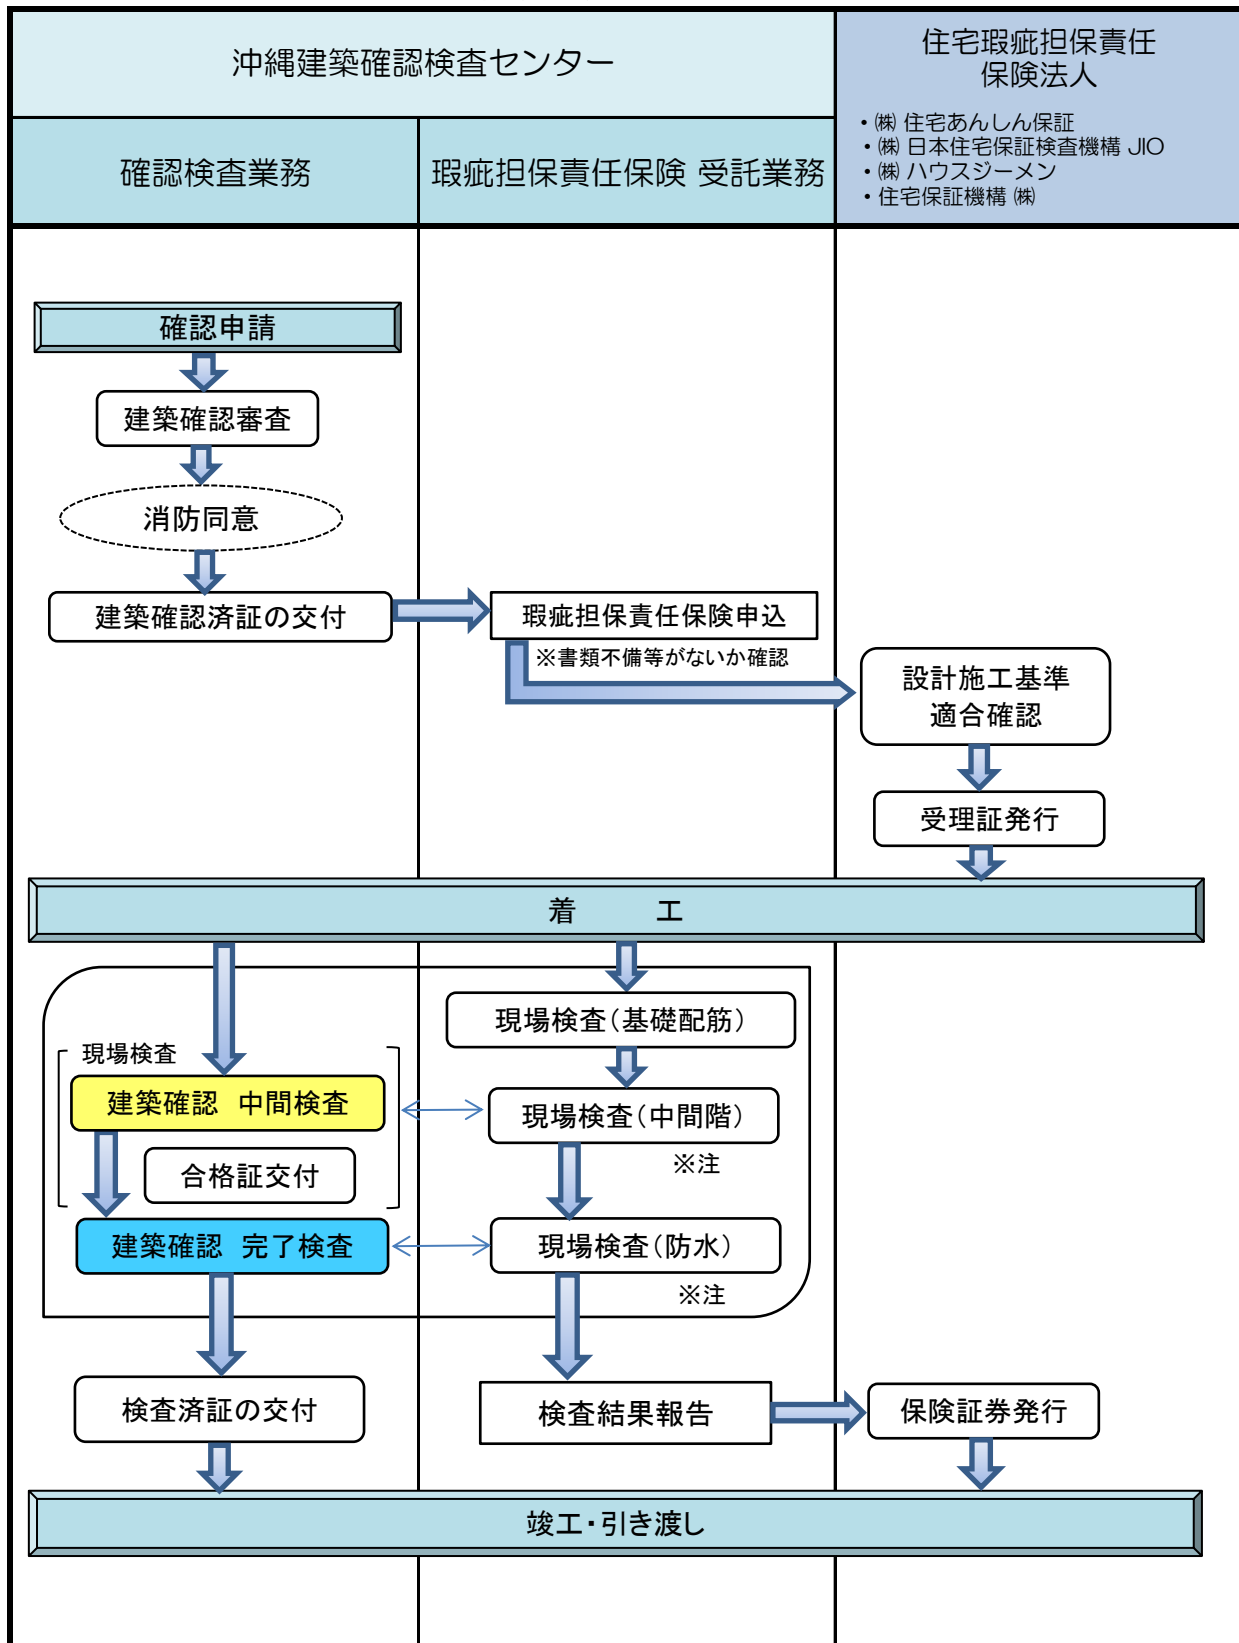 沖縄建築確認検査センター
住宅瑕疵担保責任
保険法人
・㈱ 住宅あんしん保証
・㈱ 日本住宅保証検査機構 JIO
・㈱ ハウスジーメン
・住宅保証機構 ㈱
確認検査業務
瑕疵担保責任保険 受託業務
確認申請
建築確認審査
消防同意
建築確認済証の交付
瑕疵担保責任保険申込
※書類不備等がないか確認
設計施工基準
適合確認
受理証発行
着 工
現場検査(基礎配筋)
現場検査
建築確認 中間検査
現場検査(中間階)
※注
合格証交付
建築確認 完了検査
現場検査(防水)
※注
検査済証の交付
検査結果報告
保険証券発行
竣工・引き渡し